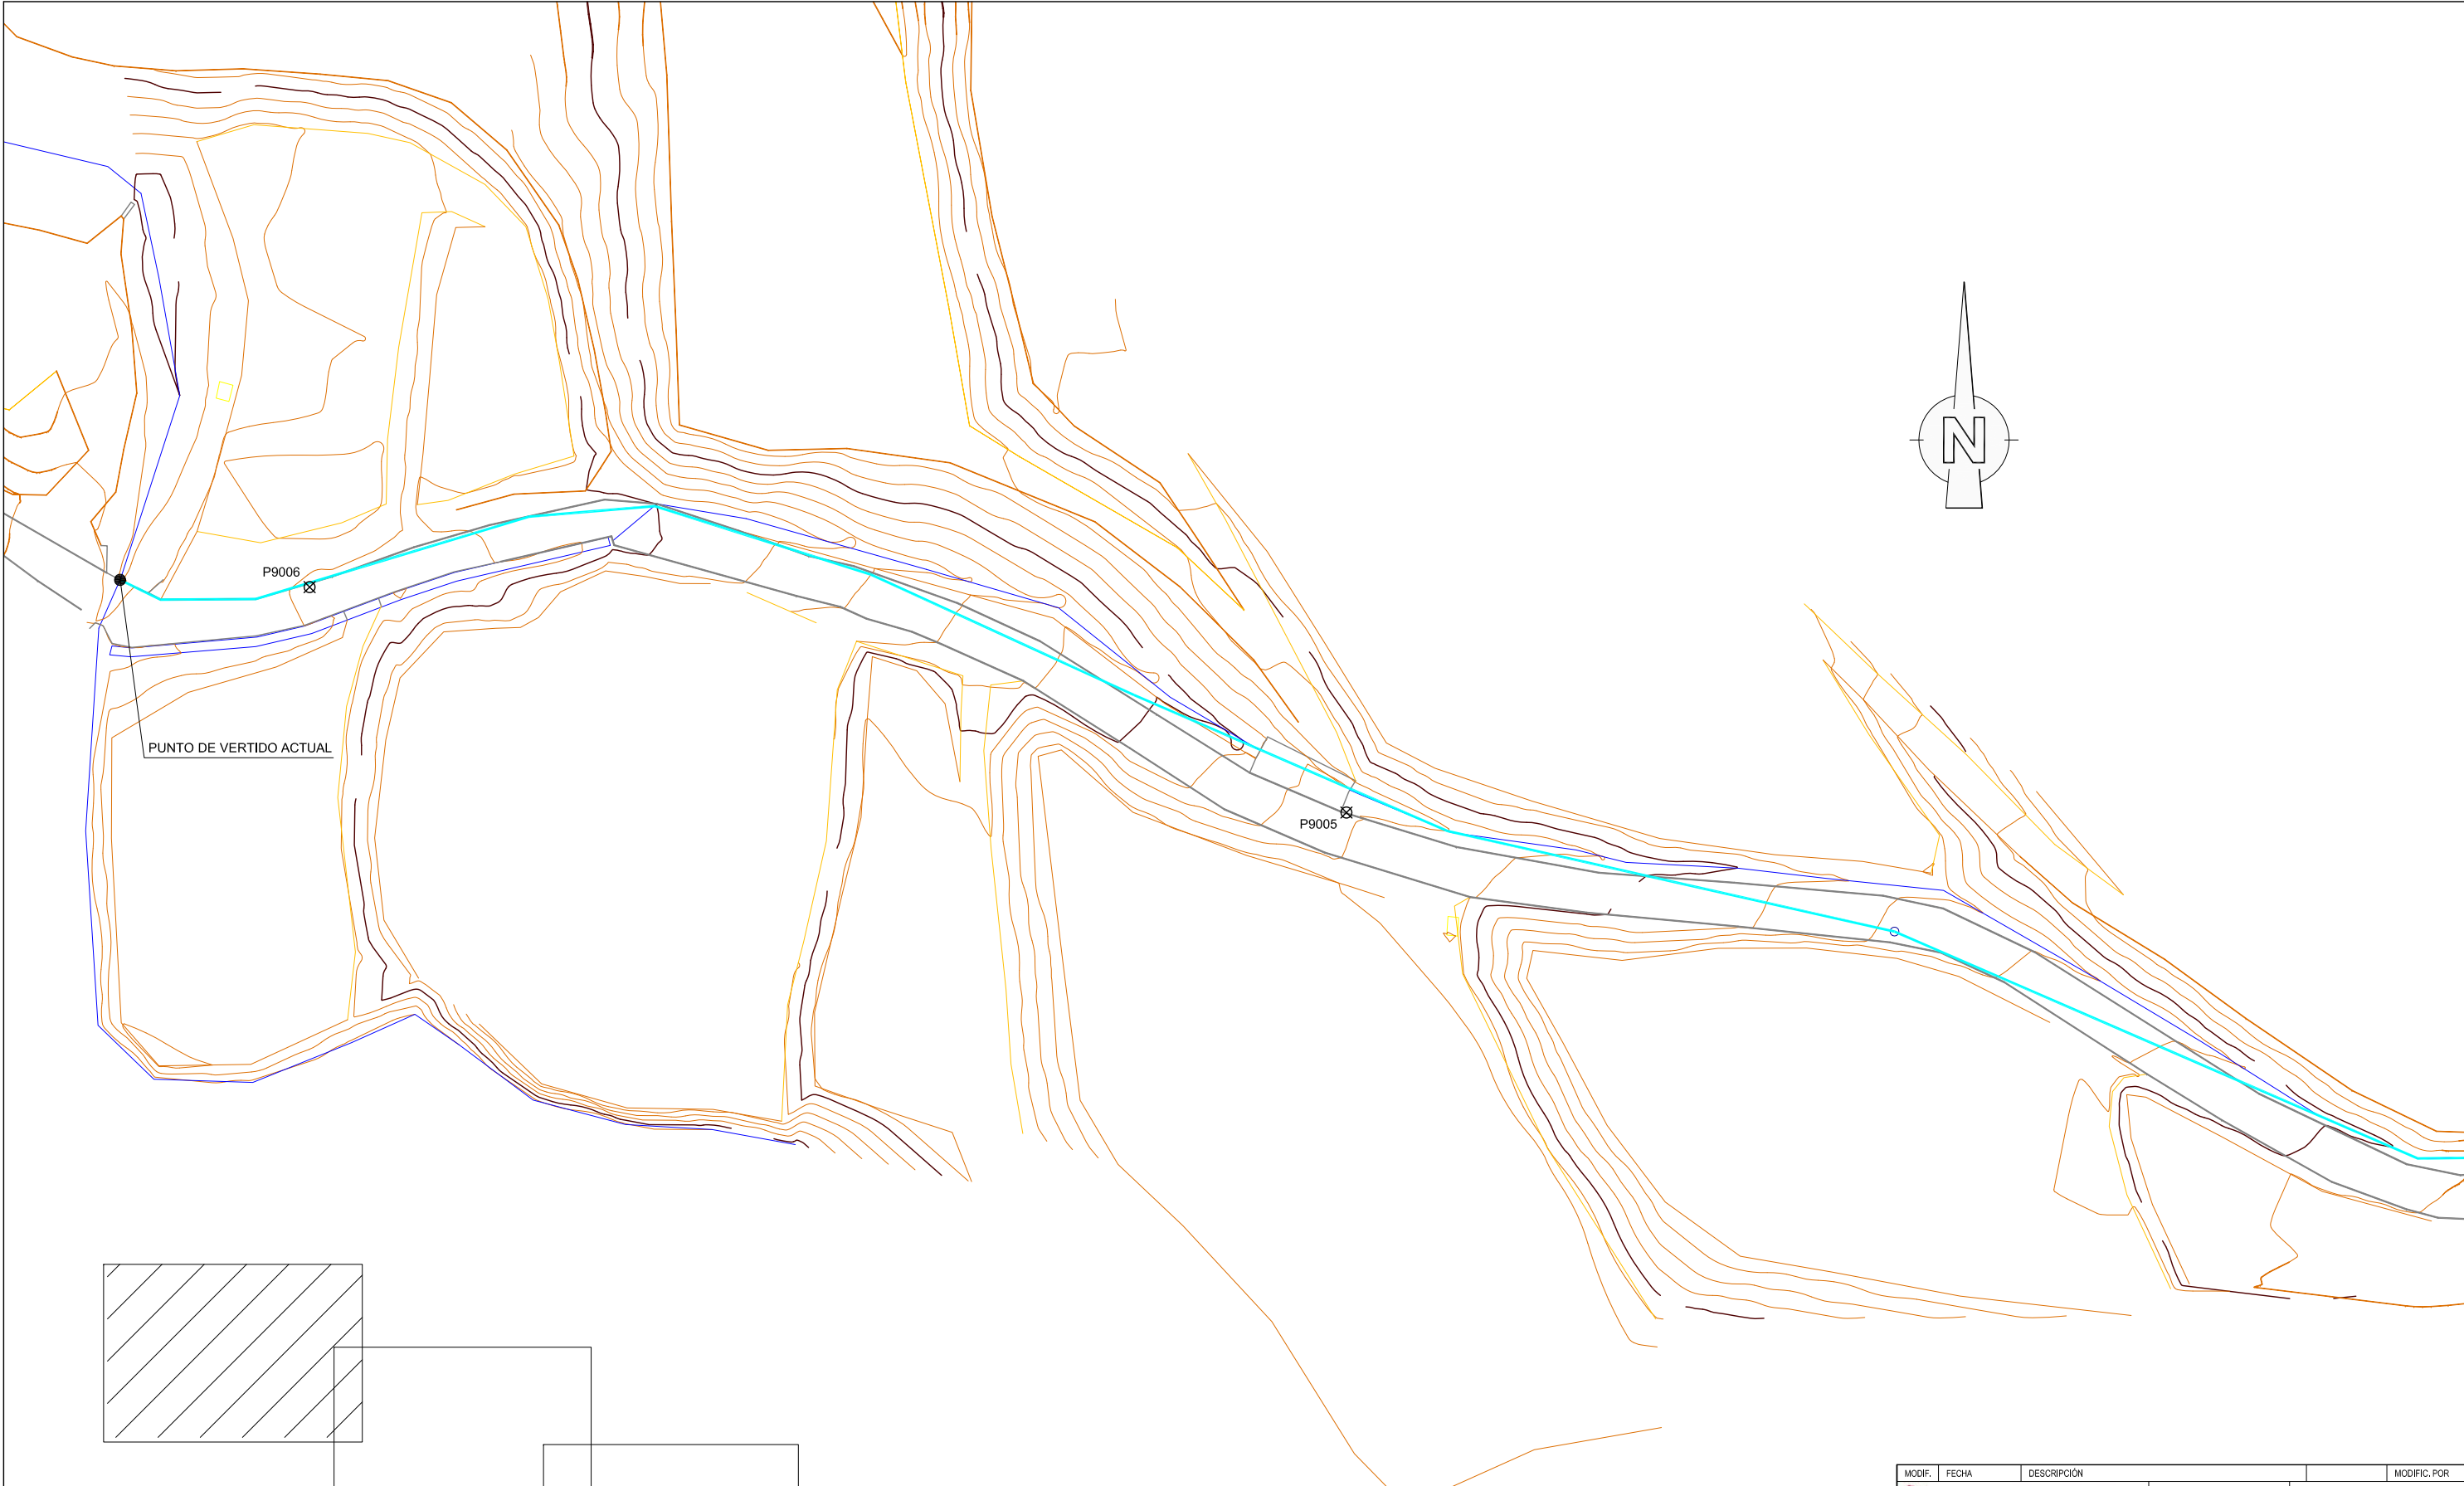 N
P9006
PUNTO DE VERTIDO ACTUAL
P9005
MODIF. FECHA DESCRIPCIÓN MODIFIC. POR